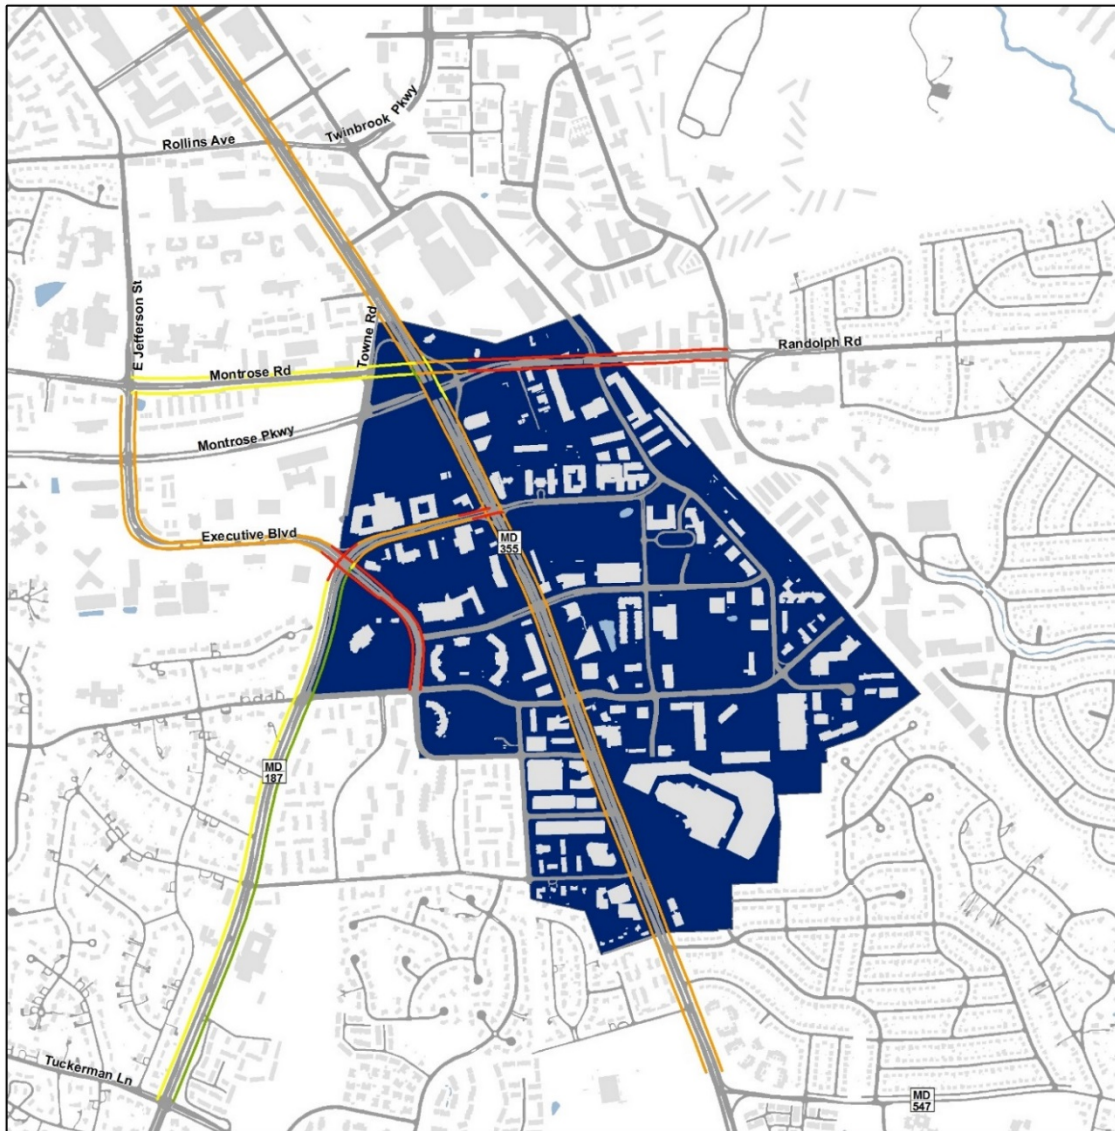 Twinbrook Pkwy
Rollins Ave
E Jefferson St
Towne Rd
Randolph Rd
Montrose Rd
Montrose Pkwy
Executive Blvd
MD
355
MD
187
Tuckerman Ln
MD
547